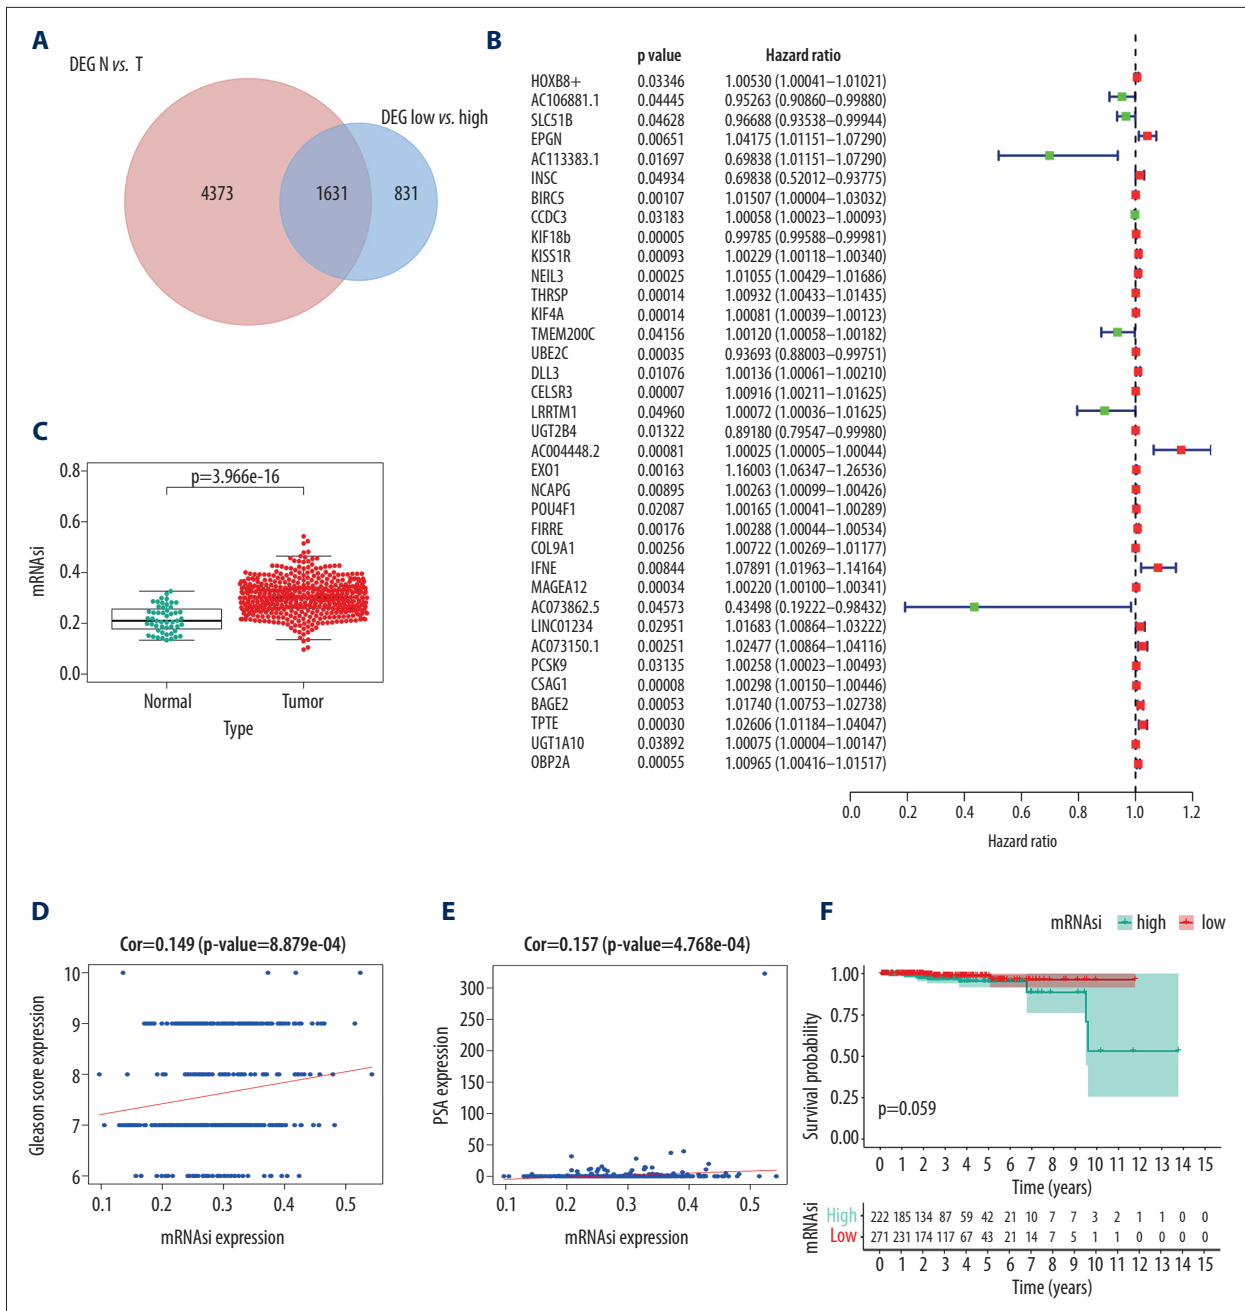 A
DEG N vs. T
DEG low vs. high
4373
1631
831
B
p value Hazard ratio
HOXB8+ 0.03346 1.00530 (1.00041–1.01021)
AC106881.1 0.04445 0.95263 (0.90860–0.99880)
SLC51B 0.04628 0.96688 (0.93538–0.99944)
EPGN 0.00651 1.04175 (1.01151–1.07290)
AC113383.1 0.01697 0.69838 (1.01151–1.07290)
INSC 0.04934 0.69838 (0.52012–0.93775)
BIRC5 0.00107 1.01507 (1.00004–1.03032)
CCDC3 0.03183 1.00058 (1.00023–1.00093)
KIF18b 0.00005 0.99785 (0.99588–0.99981)
KISS1R 0.00093 1.00229 (1.00118–1.00340)
NEIL3 0.00025 1.01055 (1.00429–1.01686)
THRSP 0.00014 1.00932 (1.00433–1.01435)
KIF4A 0.00014 1.00081 (1.00039–1.00123)
TMEM200C 0.04156 1.00120 (1.00058–1.00182)
UBE2C 0.00035 0.93693 (0.88003–0.99751)
DLL3 0.01076 1.00136 (1.00061–1.00210)
CELSR3 0.00007 1.00916 (1.00211–1.01625)
LRRTM1 0.04960 1.00072 (1.00036–1.01625)
UGT2B4 0.01322 0.89180 (0.79547–0.99980)
AC004448.2 0.00081 1.00025 (1.00005–1.00044)
EXO1 0.00163 1.16003 (1.06347–1.26536)
NCAPG 0.00895 1.00263 (1.00099–1.00426)
POU4F1 0.02087 1.00165 (1.00041–1.00289)
FIRRE 0.00176 1.00288 (1.00044–1.00534)
COL9A1 0.00256 1.00722 (1.00269–1.01177)
IFNE 0.00844 1.07891 (1.01963–1.14164)
MAGEA12 0.00034 1.00220 (1.00100–1.00341)
AC073862.5 0.04573 0.43498 (0.19222–0.98432)
LINC01234 0.02951 1.01683 (1.00864–1.03222)
AC073150.1 0.00251 1.02477 (1.00864–1.04116)
PCSK9 0.03135 1.00258 (1.00023–1.00493)
CSAG1 0.00008 1.00298 (1.00150–1.00446)
BAGE2 0.00053 1.01740 (1.00753–1.02738)
TPTE 0.00030 1.02606 (1.01184–1.04047)
UGT1A10 0.03892 1.00075 (1.00004–1.00147)
OBP2A 0.00055 1.00965 (1.00416–1.01517)
0.0 0.2 0.4 0.6 0.8 1.0 1.2
Hazard ratio
C
p=3.966e-16
mRNAsi
0.8
0.6
0.4
0.2
0.0
Normal Tumor
Type
D
Cor=0.149 (p-value=8.879e-04)
Gleason score expression
10
9
8
7
6
0.1 0.2 0.3 0.4 0.5
mRNAsi expression
E
Cor=0.157 (p-value=4.768e-04)
PSA expression
300
250
200
150
100
50
0
0.1 0.2 0.3 0.4 0.5
mRNAsi expression
F
mRNAsi high low
Survival probability
1.00
0.75
0.50
0.25
0.00
p=0.059
0 1 2 3 4 5 6 7 8 9 10 11 12 13 14 15
Time (years)
mRNAsi
High 222 185 134 87 59 42 21 10 7 7 3 2 1 1 0 0
Low 271 231 174 117 67 43 21 14 7 5 1 1 0 0 0 0
0 1 2 3 4 5 6 7 8 9 10 11 12 13 14 15
Time (years)